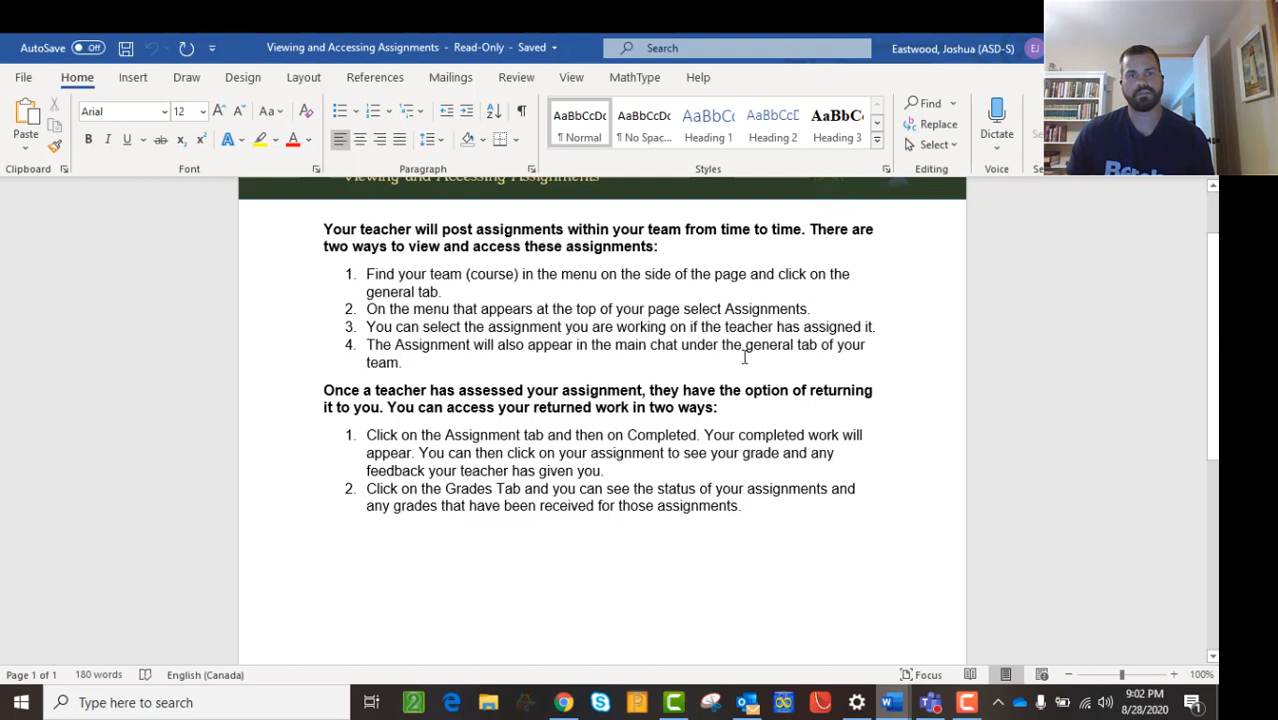 AutoSave Off Viewing and Accessing Assignments - Read-Only - Saved Search Eastwood, Joshua (ASD-S) EJ
File Home Insert Draw Design Layout References Mailings Review View MathType Help
Paste
Arial 12 Aa
B I U ab x₂ x² A A
Clipboard Font Paragraph Styles Voice
AaBbCcDc AaBbCcDc AaBbCc AaBbCcD AaBbCc
¶ Normal ¶ No Spac... Heading 1 Heading 2 Heading 3
Find
Replace
Select
Dictate
Viewing and Accessing Assignments
Your teacher will post assignments within your team from time to time. There are
two ways to view and access these assignments:
1. Find your team (course) in the menu on the side of the page and click on the
general tab.
2. On the menu that appears at the top of your page select Assignments.
3. You can select the assignment you are working on if the teacher has assigned it.
4. The Assignment will also appear in the main chat under the general tab of your
team.
Once a teacher has assessed your assignment, they have the option of returning
it to you. You can access your returned work in two ways:
1. Click on the Assignment tab and then on Completed. Your completed work will
appear. You can then click on your assignment to see your grade and any
feedback your teacher has given you.
2. Click on the Grades Tab and you can see the status of your assignments and
any grades that have been received for those assignments.
Page 1 of 1 180 words English (Canada) Focus 100%
Type here to search
9:02 PM
8/28/2020